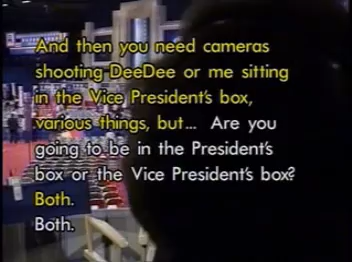 And then you need cameras
shooting DeeDee or me sitting
in the Vice President's box,
various things, but... Are you
going to be in the President's
box or the Vice President's box?
Both.
Both.